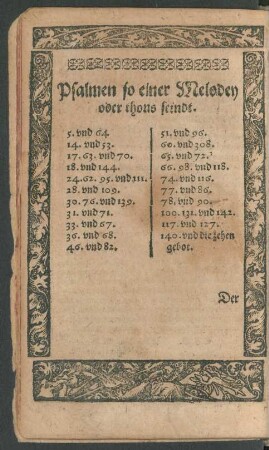 Psalmen so einer Melodey
oder thons seindt.
5. vnd 64.
14. vnd 53.
17. 63. vnd 70.
18. vnd 144.
24. 62. 95. vnd 111.
28. vnd 109.
30. 76. vnd 139.
31. vnd 71.
33. vnd 67.
36. vnd 68.
46. vnd 82.
51. vnd 96.
60. vnd 308.
65. vnd 72.
66. 98. vnd 118.
74. vnd 116.
77. vnd 86.
78. vnd 90.
100. 131. vnd 142.
117. vnd 127.
140. vnd die zehen
gebot.
Der